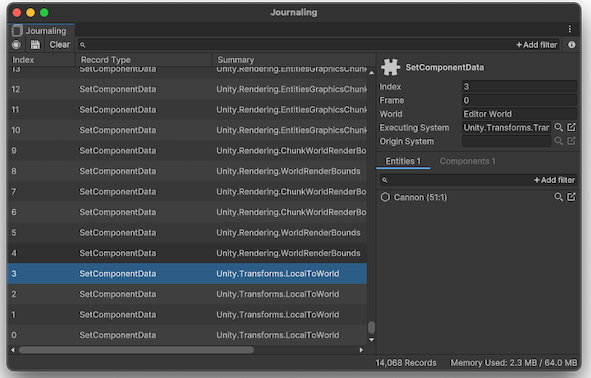 Journaling
Journaling
Clear
Add filter
Index Record Type Summary
13 SetComponentData Unity.Rendering.EntitiesGraphicsChunk
12 SetComponentData Unity.Rendering.EntitiesGraphicsChunk
11 SetComponentData Unity.Rendering.EntitiesGraphicsChunk
10 SetComponentData Unity.Rendering.EntitiesGraphicsChunk
9 SetComponentData Unity.Rendering.ChunkWorldRenderBo
8 SetComponentData Unity.Rendering.WorldRenderBounds
7 SetComponentData Unity.Rendering.ChunkWorldRenderBo
6 SetComponentData Unity.Rendering.ChunkWorldRenderBo
5 SetComponentData Unity.Rendering.WorldRenderBounds
4 SetComponentData Unity.Rendering.WorldRenderBounds
3 SetComponentData Unity.Transforms.LocalToWorld
2 SetComponentData Unity.Transforms.LocalToWorld
1 SetComponentData Unity.Transforms.LocalToWorld
0 SetComponentData Unity.Transforms.LocalToWorld
SetComponentData
Index 3
Frame 0
World Editor World
Executing System Unity.Transforms.Trar
Origin System
Entities 1 Components 1
+ Add filter
Cannon (51:1)
14,068 Records Memory Used: 2.3 MB / 64.0 MB